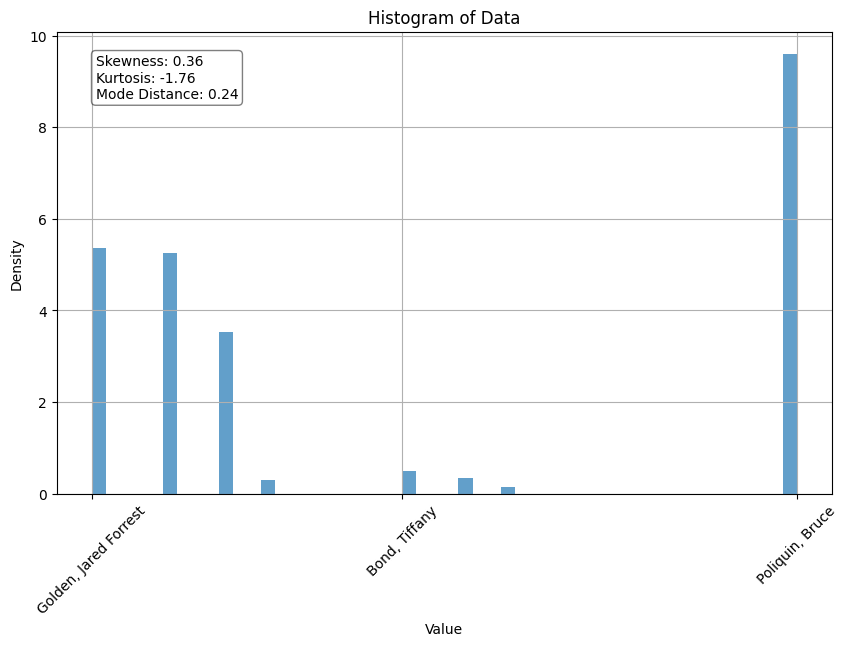 Histogram of Data
Skewness: 0.36
Kurtosis: -1.76
Mode Distance: 0.24
Density
10
8
6
4
2
0
Golden, Jared Forrest
Bond, Tiffany
Poliquin, Bruce
Value